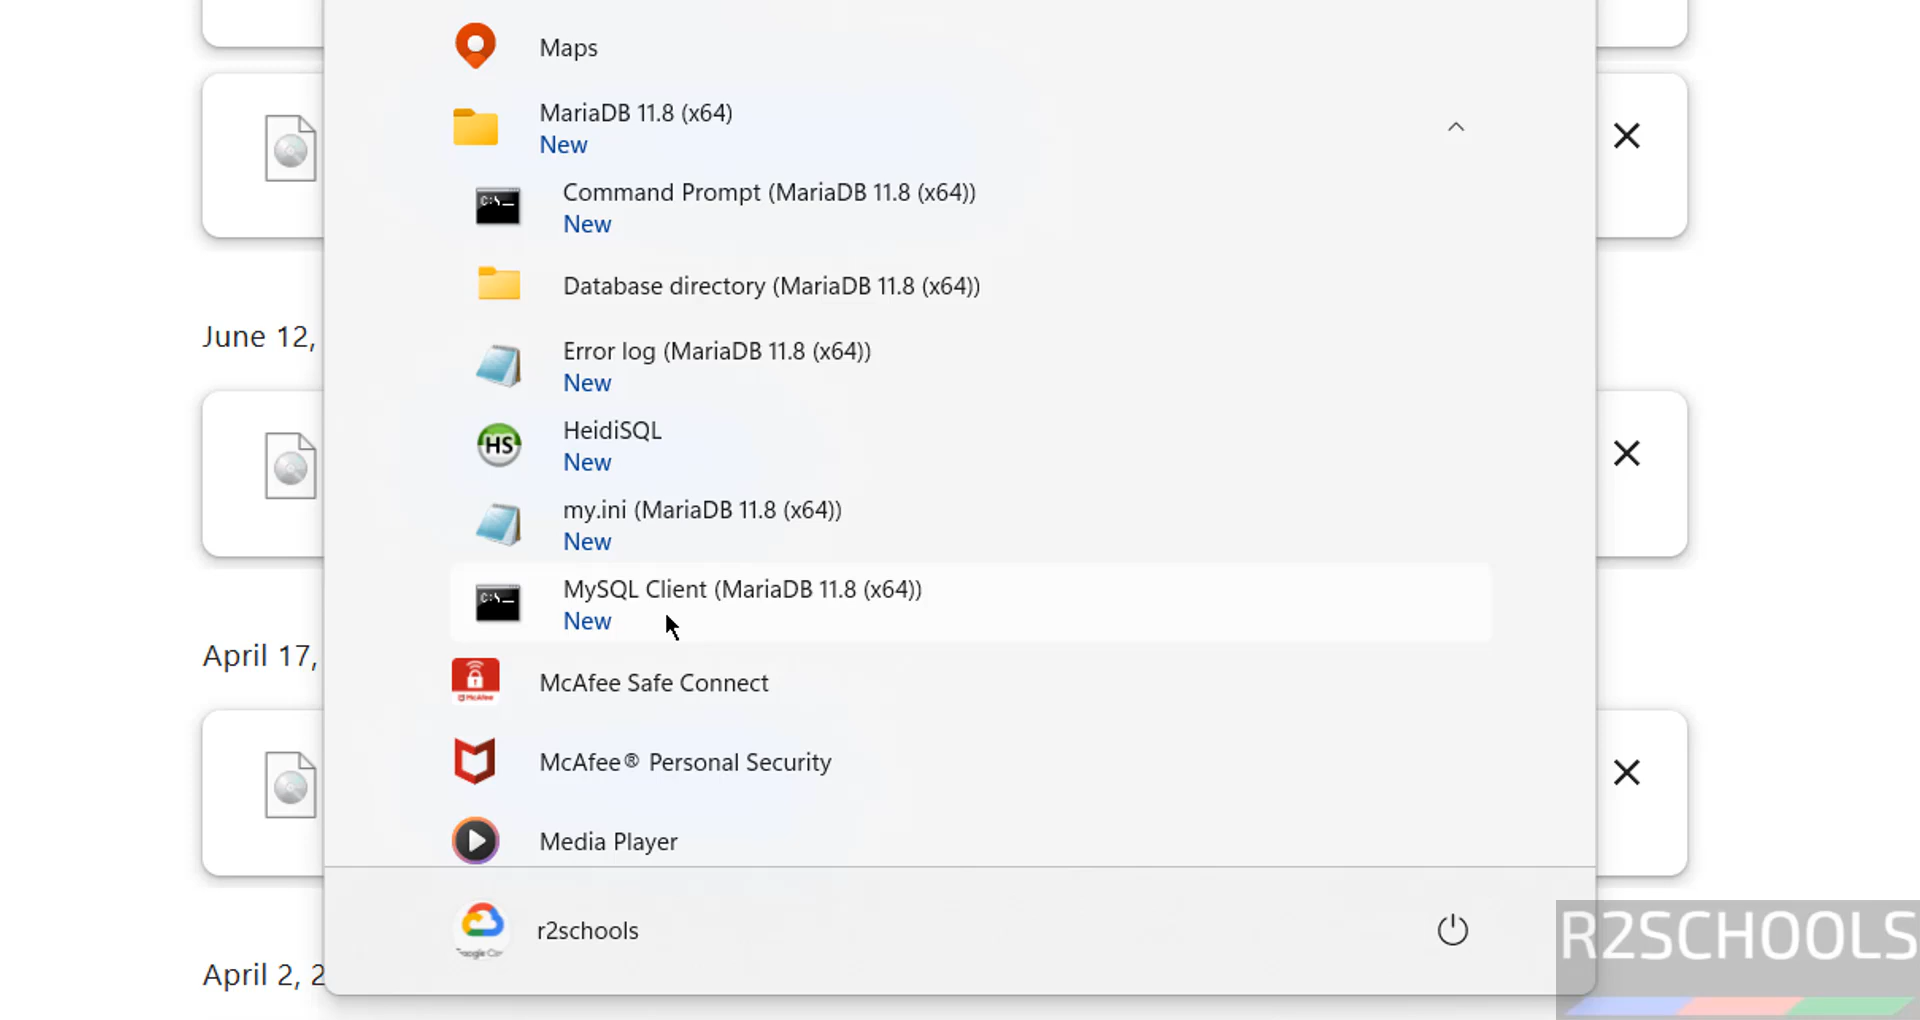 Maps
MariaDB 11.8 (x64)
New
Command Prompt (MariaDB 11.8 (x64))
New
Database directory (MariaDB 11.8 (x64))
June 12,
Error log (MariaDB 11.8 (x64))
New
HeidiSQL
New
my.ini (MariaDB 11.8 (x64))
New
MySQL Client (MariaDB 11.8 (x64))
New
April 17,
McAfee Safe Connect
McAfee® Personal Security
Media Player
r2schools
April 2, 2
R2SCHOOLS
C:\_
C:\_
HS
McAfee